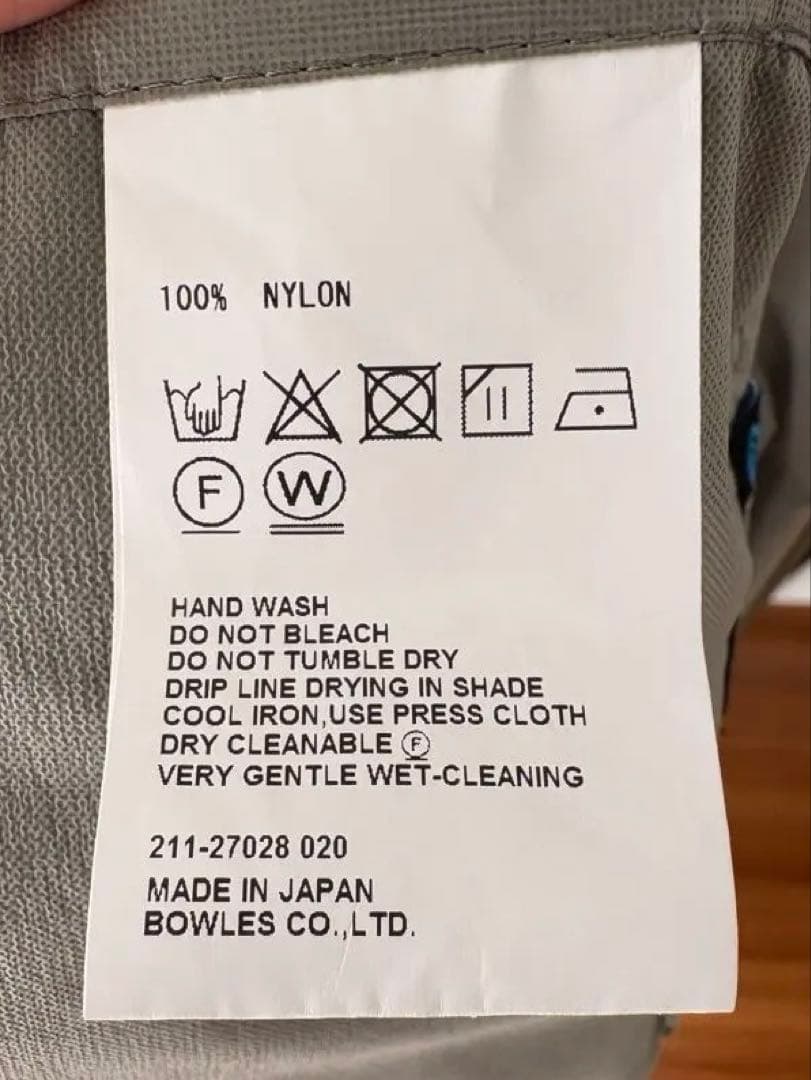 100% NYLON
F W
HAND WASH
DO NOT BLEACH
DO NOT TUMBLE DRY
DRIP LINE DRYING IN SHADE
COOL IRON,USE PRESS CLOTH
DRY CLEANABLE Ⓕ
VERY GENTLE WET-CLEANING
211-27028 020
MADE IN JAPAN
BOWLES CO.,LTD.